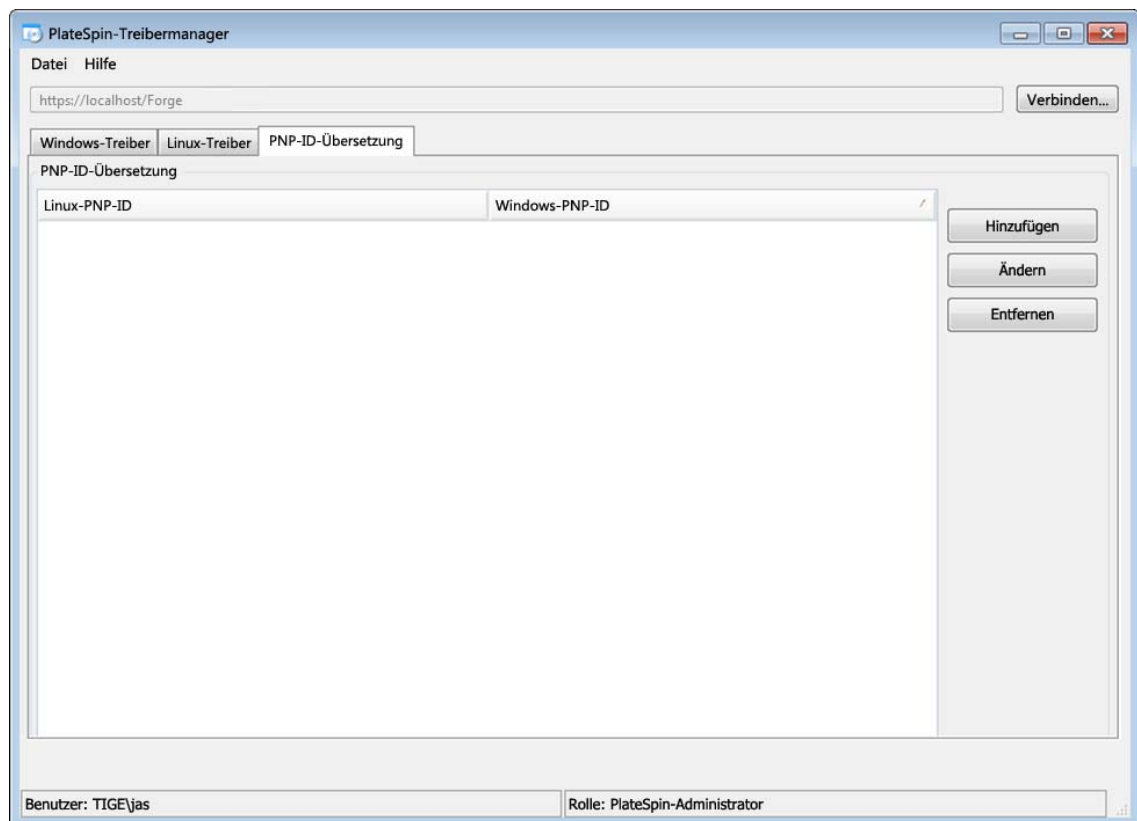 PlateSpin-Treibermanager
Datei Hilfe
https://localhost/Forge Verbinden...
Windows-Treiber Linux-Treiber PNP-ID-Übersetzung
PNP-ID-Übersetzung
Linux-PNP-ID Windows-PNP-ID
Hinzufügen
Ändern
Entfernen
Benutzer: TIGE\jas Rolle: PlateSpin-Administrator